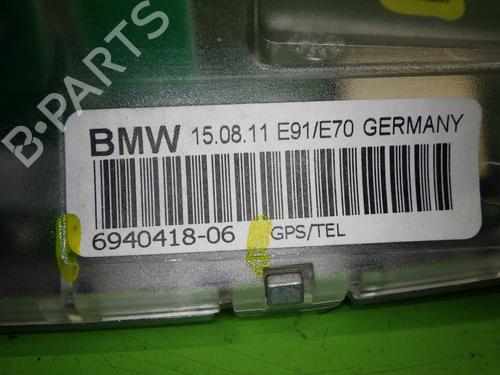 B-PARTS
BMW 15.08.11 E91/E70 GERMANY
6940418-06 GPS/TEL